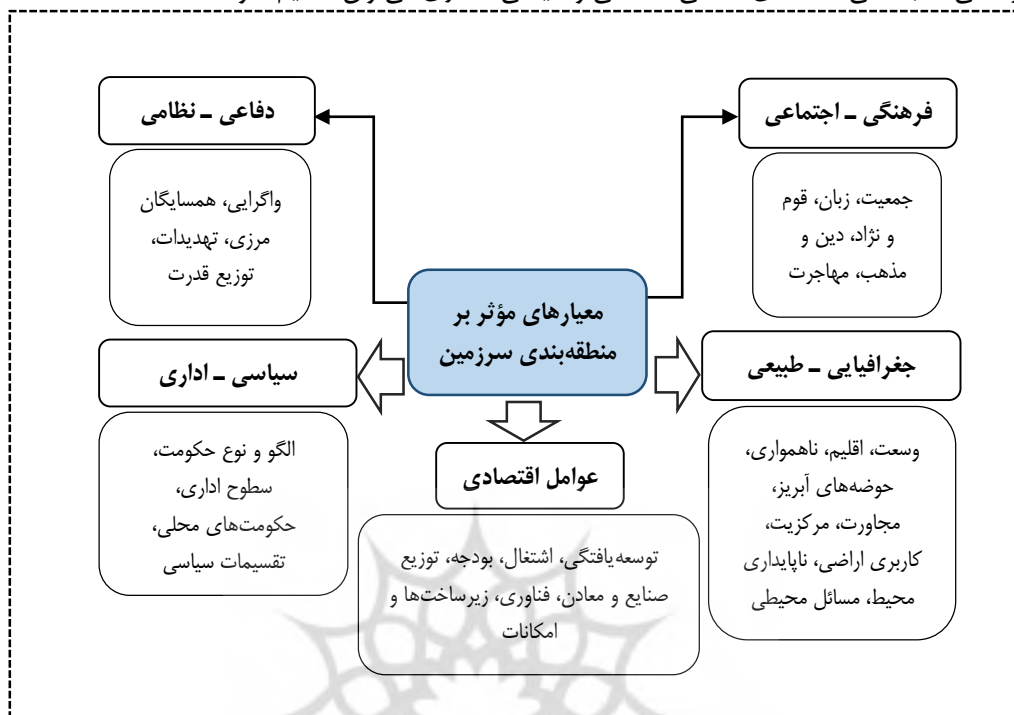 فرهنگی ـ اجتماعی
جمعیت، زبان، قوم
و نژاد، دین و
مذهب، مهاجرت
دفاعی ـ نظامی
واگرایی، همسایگان
مرزی، تهدیدات،
توزیع قدرت
معیارهای مؤثر بر
منطقه‌بندی سرزمین
جغرافیایی ـ طبیعی
وسعت، اقلیم، ناهمواری،
حوضه‌های آبریز،
مجاورت، مرکزیت،
کاربری اراضی، ناپایداری
محیط، مسائل محیطی
سیاسی ـ اداری
الگو و نوع حکومت،
سطوح اداری،
حکومت‌های محلی،
تقسیمات سیاسی
عوامل اقتصادی
توسعه‌یافتگی، اشتغال، بودجه، توزیع
صنایع و معادن، فناوری، زیرساخت‌ها و
امکانات